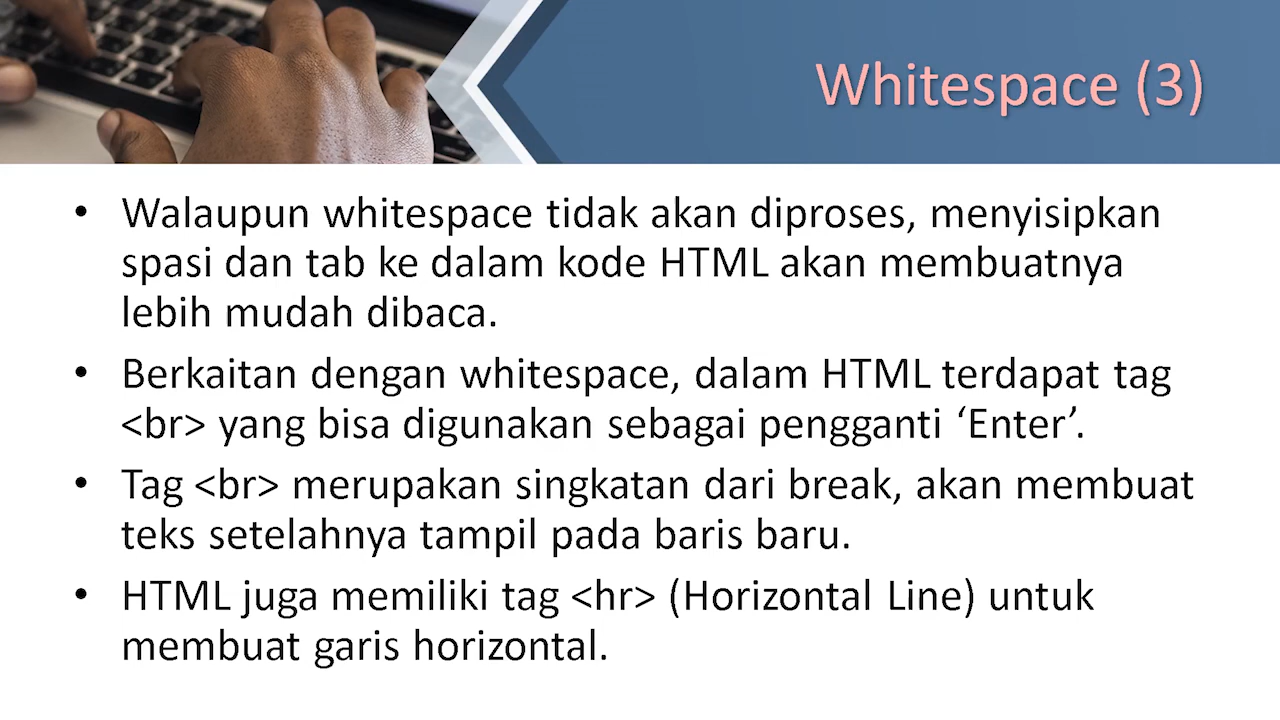 Whitespace (3)
• Walaupun whitespace tidak akan diproses, menyisipkan
spasi dan tab ke dalam kode HTML akan membuatnya
lebih mudah dibaca.
• Berkaitan dengan whitespace, dalam HTML terdapat tag
<br> yang bisa digunakan sebagai pengganti ‘Enter’.
• Tag <br> merupakan singkatan dari break, akan membuat
teks setelahnya tampil pada baris baru.
• HTML juga memiliki tag <hr> (Horizontal Line) untuk
membuat garis horizontal.